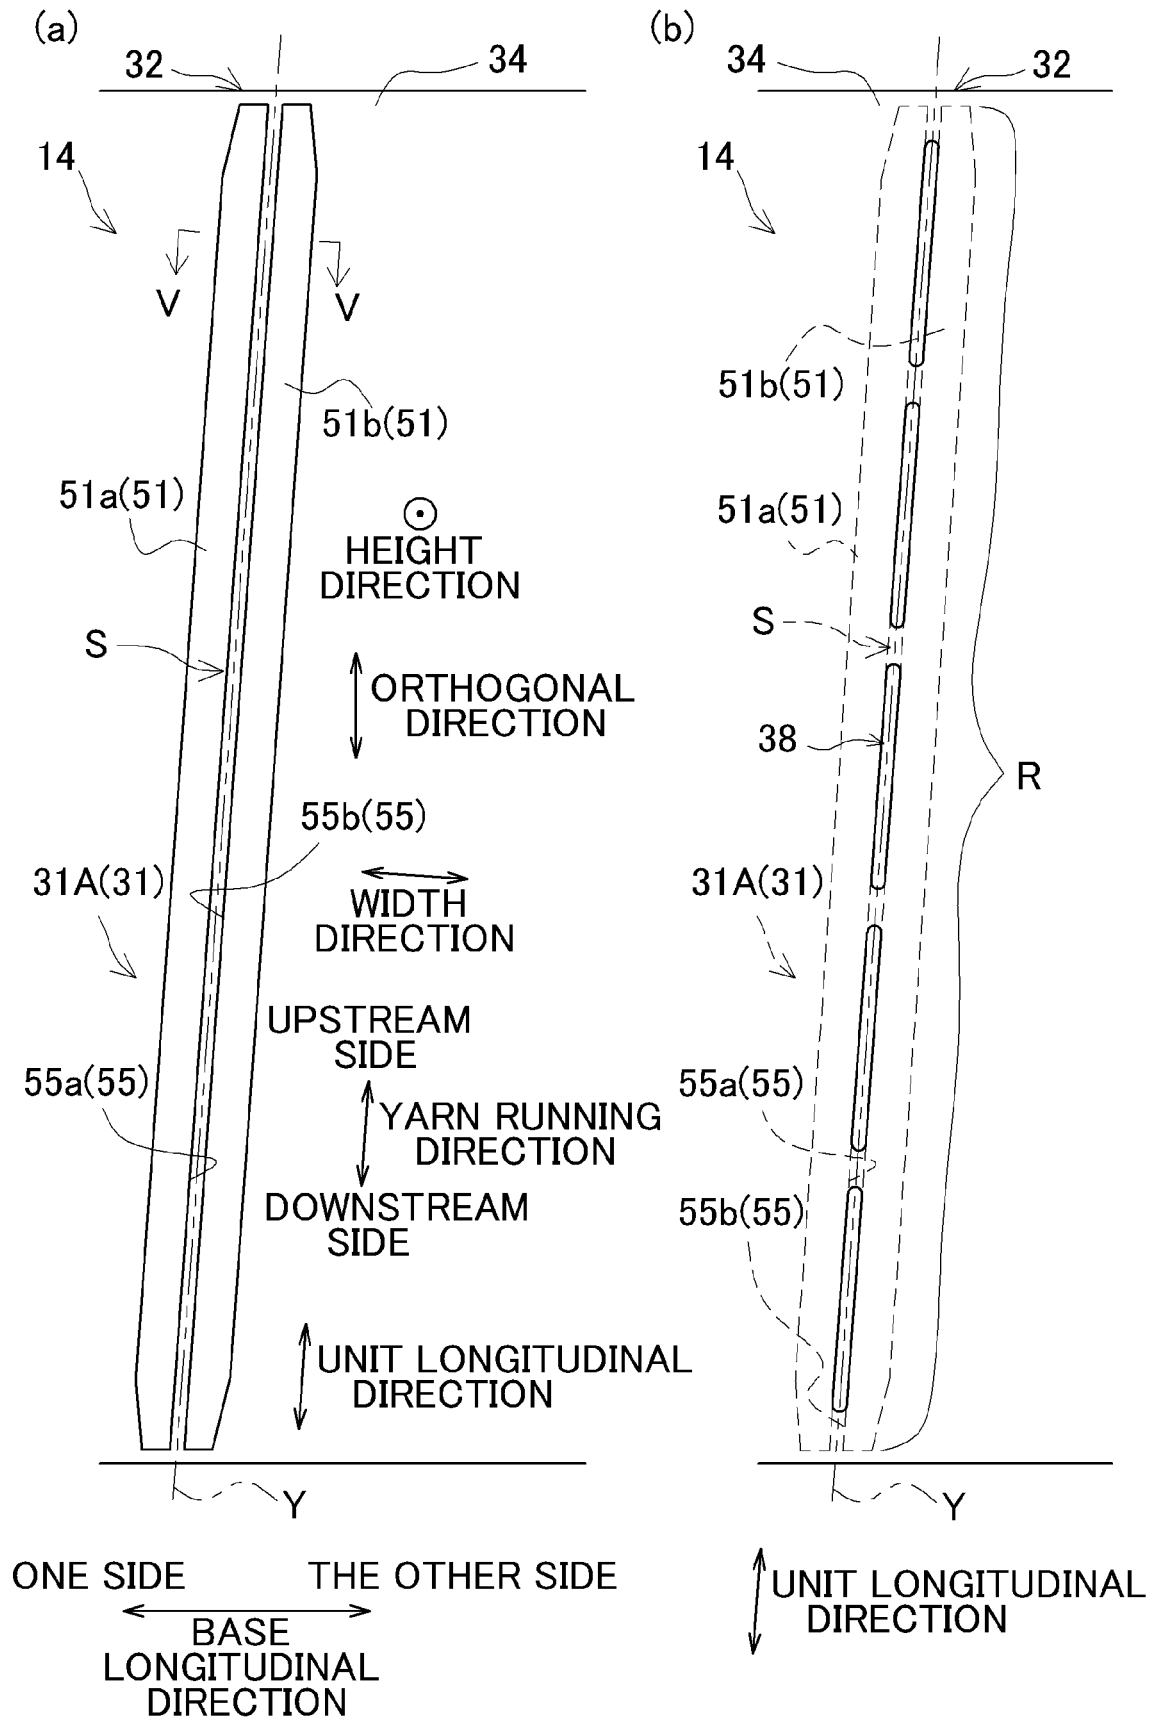 (a)
32
34
14
V
V
51b(51)
51a(51)
HEIGHT
DIRECTION
S
ORTHOGONAL
DIRECTION
55b(55)
31A(31)
WIDTH
DIRECTION
UPSTREAM
SIDE
55a(55)
YARN RUNNING
DIRECTION
DOWNSTREAM
SIDE
UNIT LONGITUDINAL
DIRECTION
Y
ONE SIDE
THE OTHER SIDE
BASE
LONGITUDINAL
DIRECTION
(b)
34
32
14
51b(51)
51a(51)
S
38
R
31A(31)
55a(55)
55b(55)
Y
UNIT LONGITUDINAL
DIRECTION